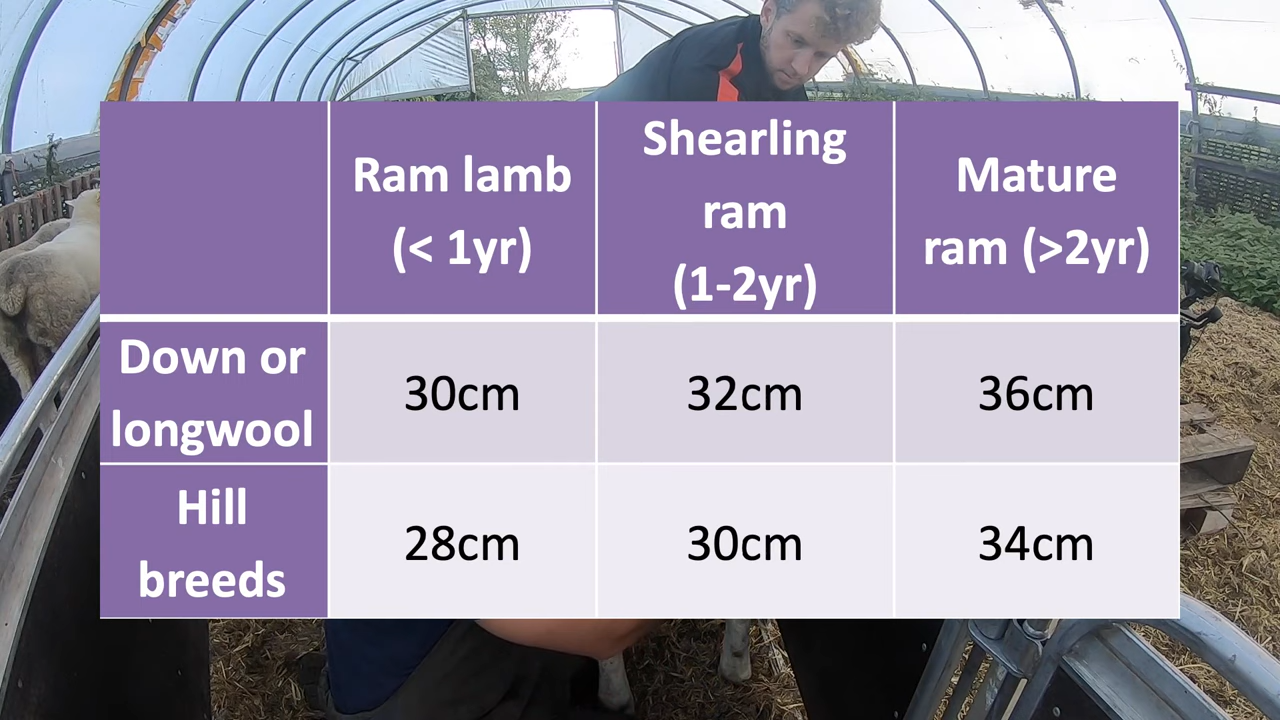 Ram lamb
(< 1yr)
Shearling
ram
(1-2yr)
Mature
ram (>2yr)
Down or
longwool
30cm
32cm
36cm
Hill
breeds
28cm
30cm
34cm